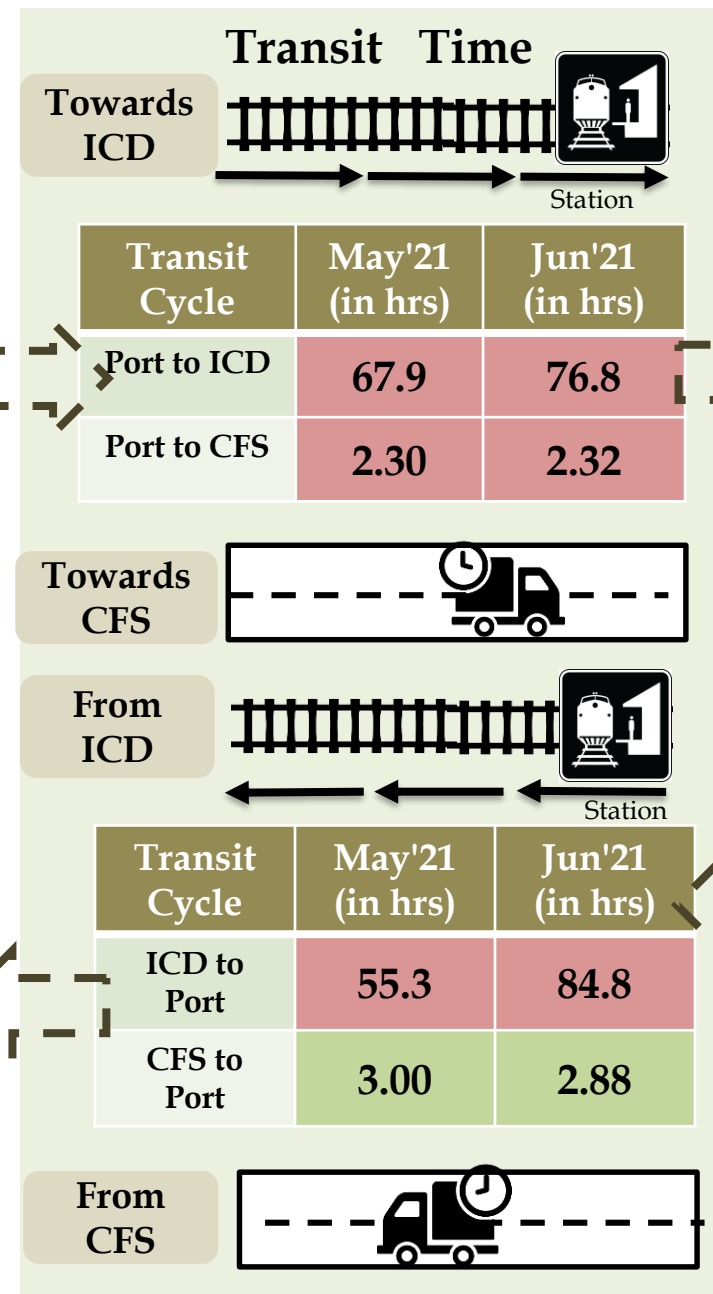 Transit Time
Towards
ICD
Station
Transit
Cycle
May'21
(in hrs)
Jun'21
(in hrs)
Port to ICD
67.9
76.8
Port to CFS
2.30
2.32
Towards
CFS
From
ICD
Station
Transit
Cycle
May'21
(in hrs)
Jun'21
(in hrs)
ICD to
Port
55.3
84.8
CFS to
Port
3.00
2.88
From
CFS